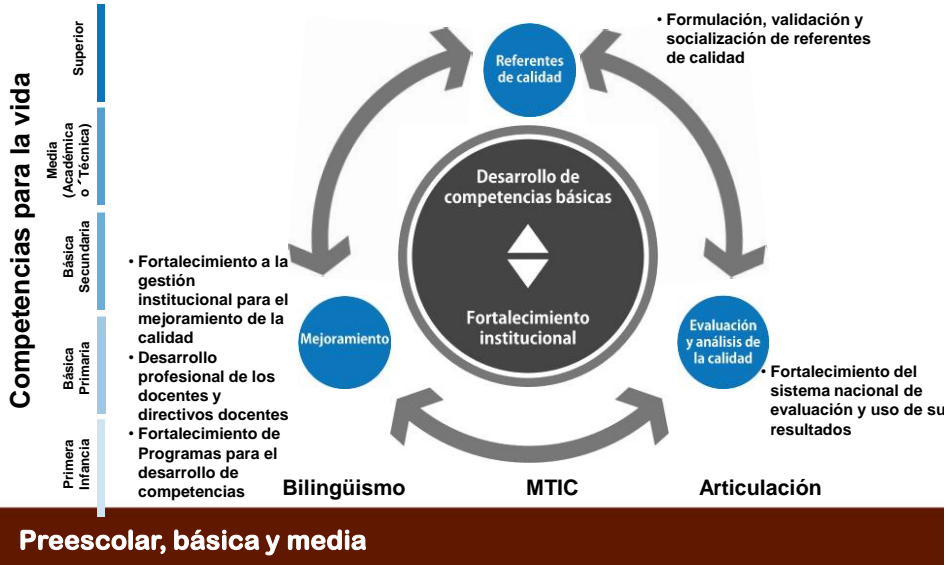 Competencias para la vida
Superior
Media
(Académica
o ´Técnica)
Básica
Secundaria
Básica
Primaria
Primera
Infancia
• Formulación, validación y
socialización de referentes
de calidad
Referentes
de calidad
Desarrollo de
competencias básicas
Fortalecimiento
institucional
Mejoramiento
Evaluación
y análisis de
la calidad
• Fortalecimiento a la
gestión
institucional para el
mejoramiento de la
calidad
• Desarrollo
profesional de los
docentes y
directivos docentes
• Fortalecimiento de
Programas para el
desarrollo de
competencias
• Fortalecimiento del
sistema nacional de
evaluación y uso de su
resultados
Bilingüismo
MTIC
Articulación
Preescolar, básica y media